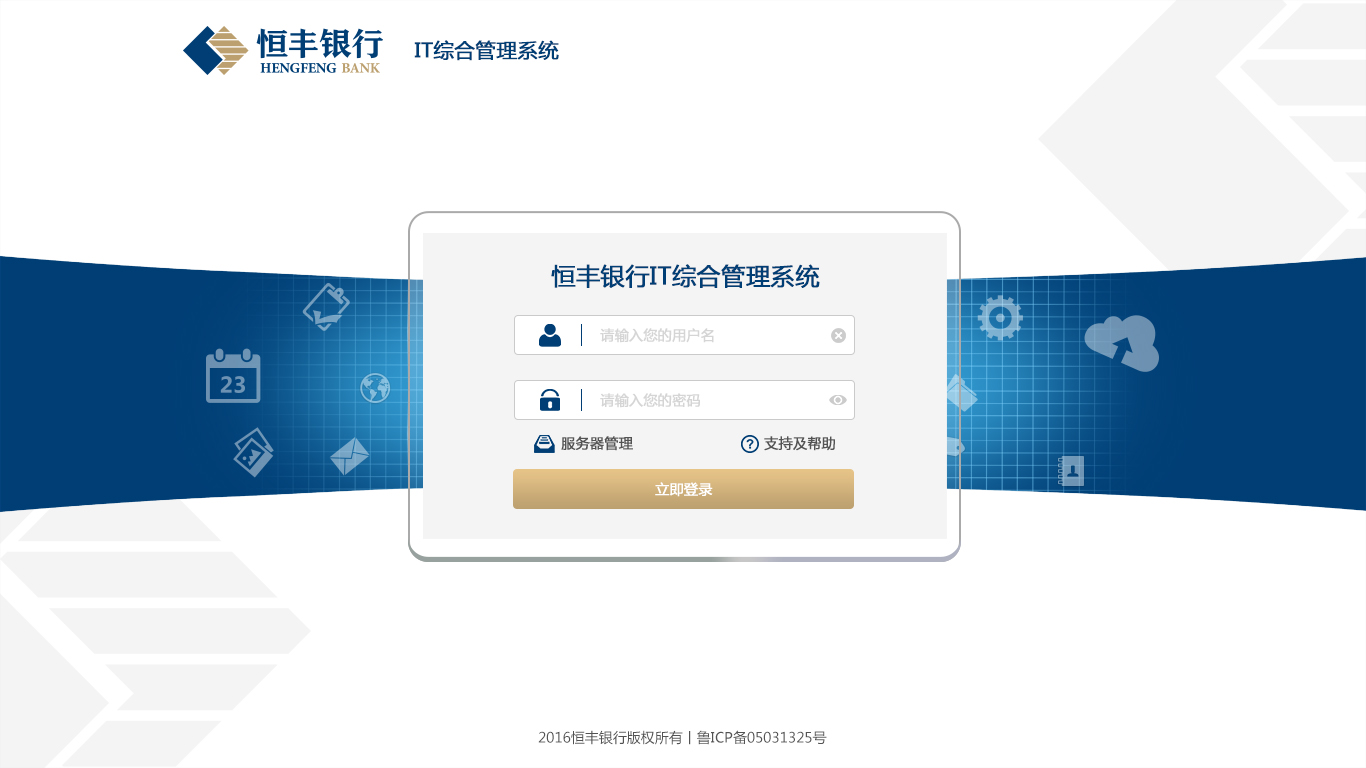 恒丰银行
HENGFENG BANK
IT综合管理系统
恒丰银行IT综合管理系统
请输入您的用户名
23
请输入您的密码
服务器管理
支持及帮助
立即登录
2016恒丰银行版权所有丨鲁ICP备05031325号